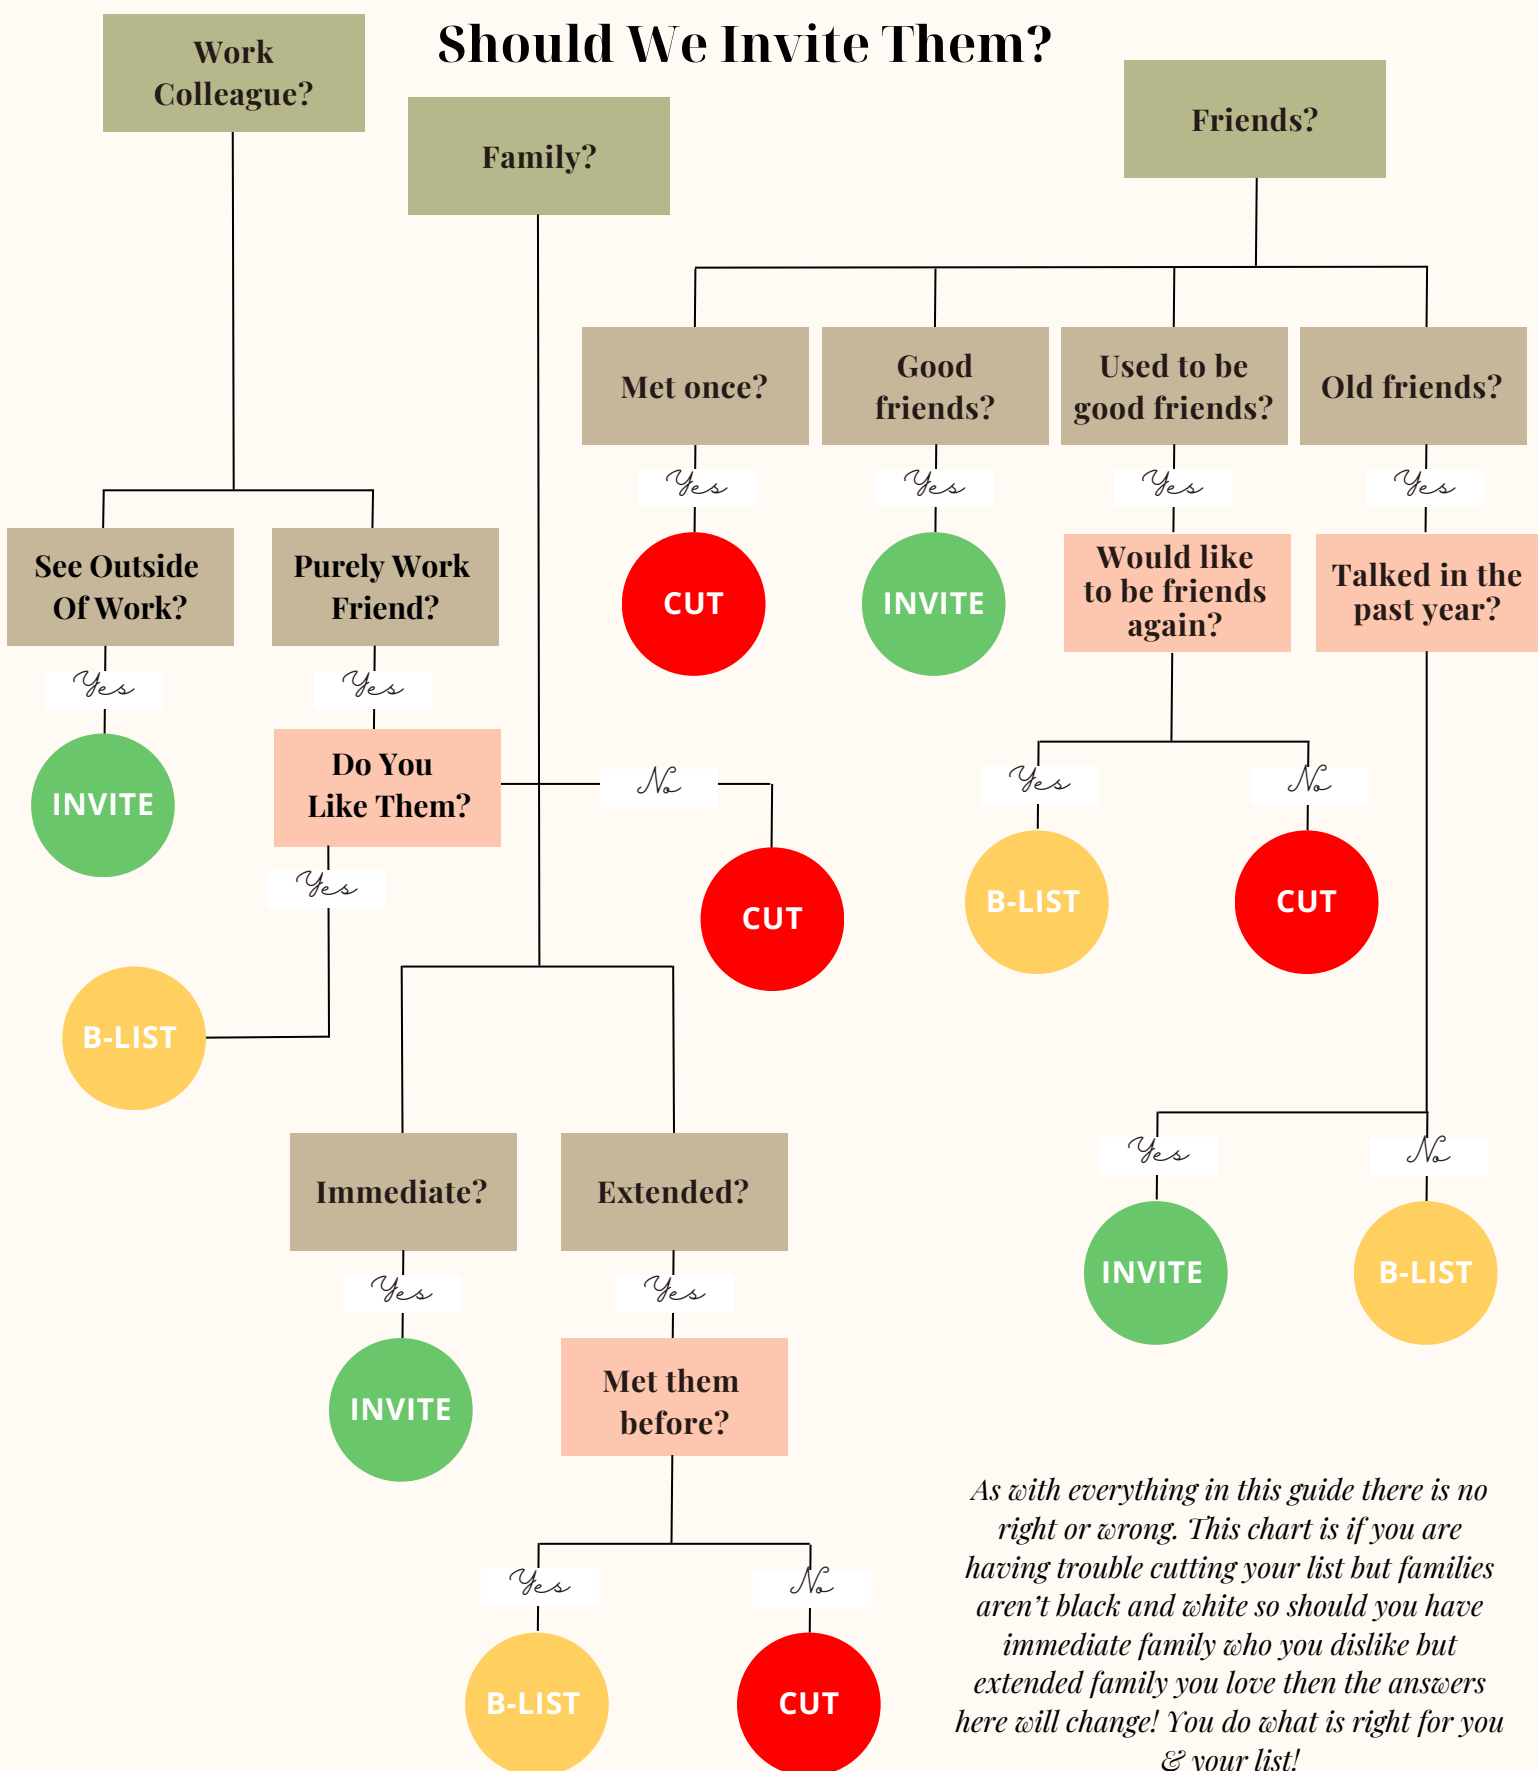 Should We Invite Them?
Work
Colleague?
Family?
Friends?
Met once?
Good
friends?
Used to be
good friends?
Old friends?
Yes
Yes
Yes
Yes
See Outside
Of Work?
Purely Work
Friend?
CUT
INVITE
Would like
to be friends
again?
Talked in the
past year?
Yes
Yes
INVITE
Do You
Like Them?
No
Yes
No
Yes
CUT
B-LIST
CUT
B-LIST
Immediate?
Extended?
Yes
No
Yes
Yes
INVITE
B-LIST
INVITE
Met them
before?
Yes
No
B-LIST
CUT
As with everything in this guide there is no
right or wrong. This chart is if you are
having trouble cutting your list but families
aren’t black and white so should you have
immediate family who you dislike but
extended family you love then the answers
here will change! You do what is right for you
& your list!